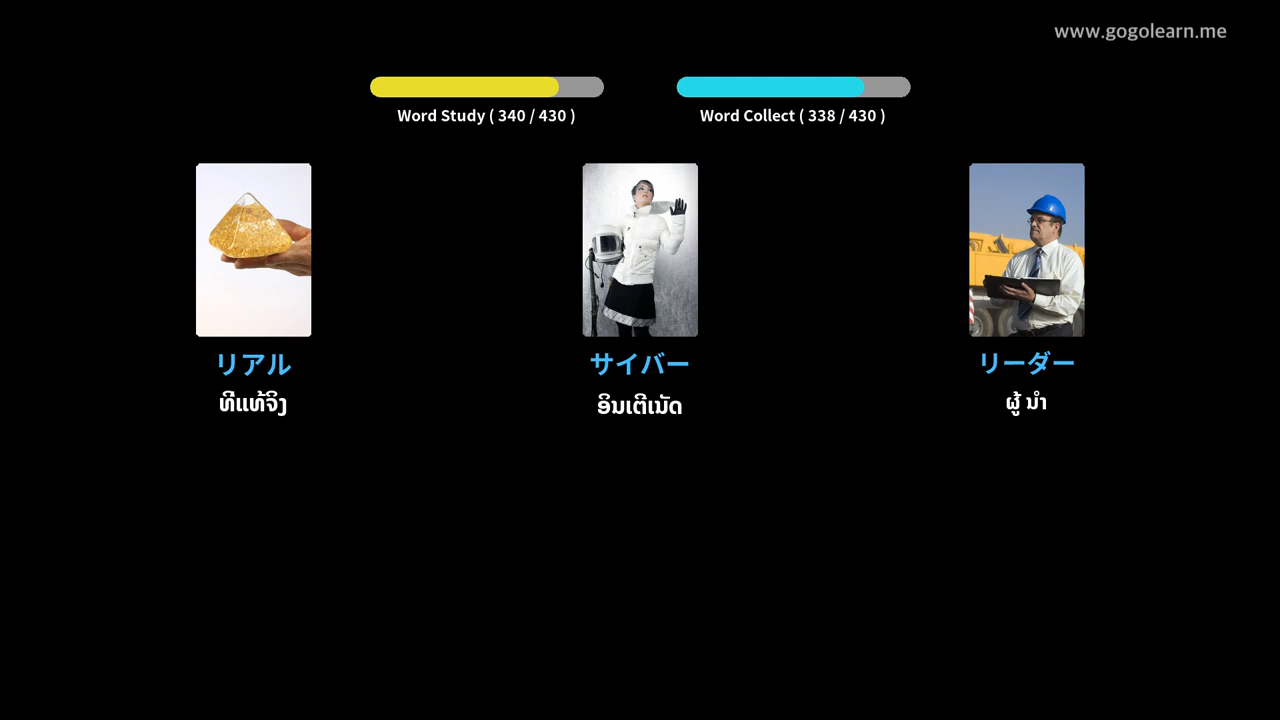 www.gogolearn.me
Word Study ( 340 / 430 )
Word Collect ( 338 / 430 )
リアル
サイバー
リーダー
ທີ່ແທ້ຈິງ
ອິນເຕີເນັດ
ຜູ້ ນຳ